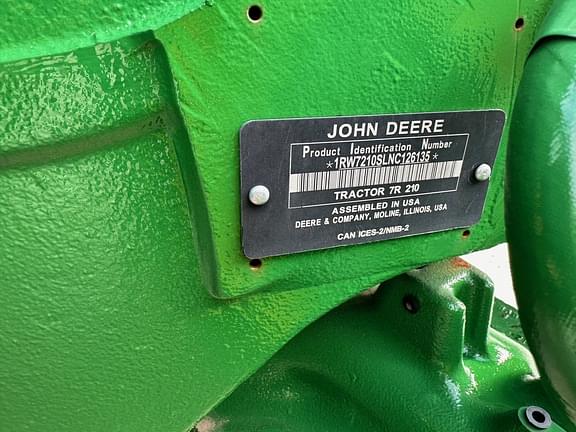 JOHN DEERE
Product Identification Number
*1RW7210SLNC126135*
TRACTOR 7R 210
ASSEMBLED IN USA
DEERE & COMPANY, MOLINE, ILLINOIS, USA
CAN ICES-2/NMB-2